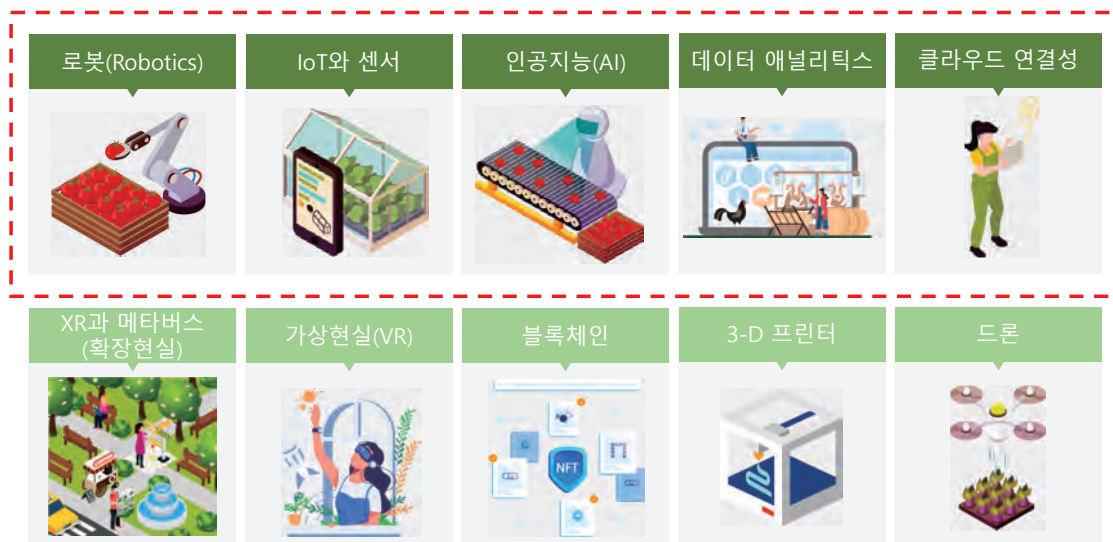 로봇(Robotics)
IoT와 센서
인공지능(AI)
데이터 애널리틱스
클라우드 연결성
XR과 메타버스
(확장현실)
가상현실(VR)
블록체인
3-D 프린터
드론
NFT